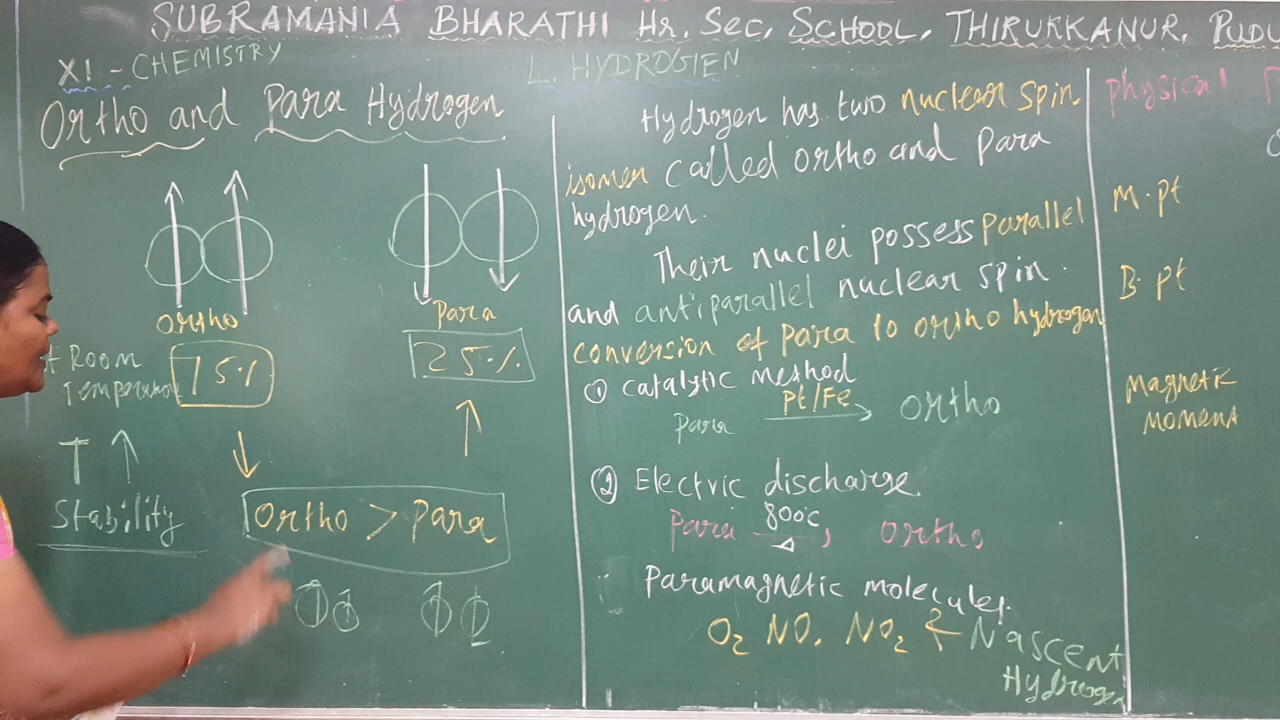 SUBRAMANIA BHARATHI Hr. Sec. SCHOOL, THIRUKKANUR, PUDU
XI - CHEMISTRY
4. HYDROGEN
Ortho and Para Hydrogen
Ortho
Para
Room
Temperature
75%
25%
T ↑
Stability
Ortho > Para
Hydrogen has two nuclear spin
isomer called ortho and para
hydrogen.
Their nuclei possess parallel
and antiparallel nuclear spin.
conversion of Para to ortho hydrogen
① Catalytic method
Para Pt/Fe → Ortho
② Electric discharge.
Para 800°C Δ → ortho
Paramagnetic molecules.
O2 NO, NO2 ← Nascent
Hydrogen
physical
M. pt
B. pt
Magnetic
Moment